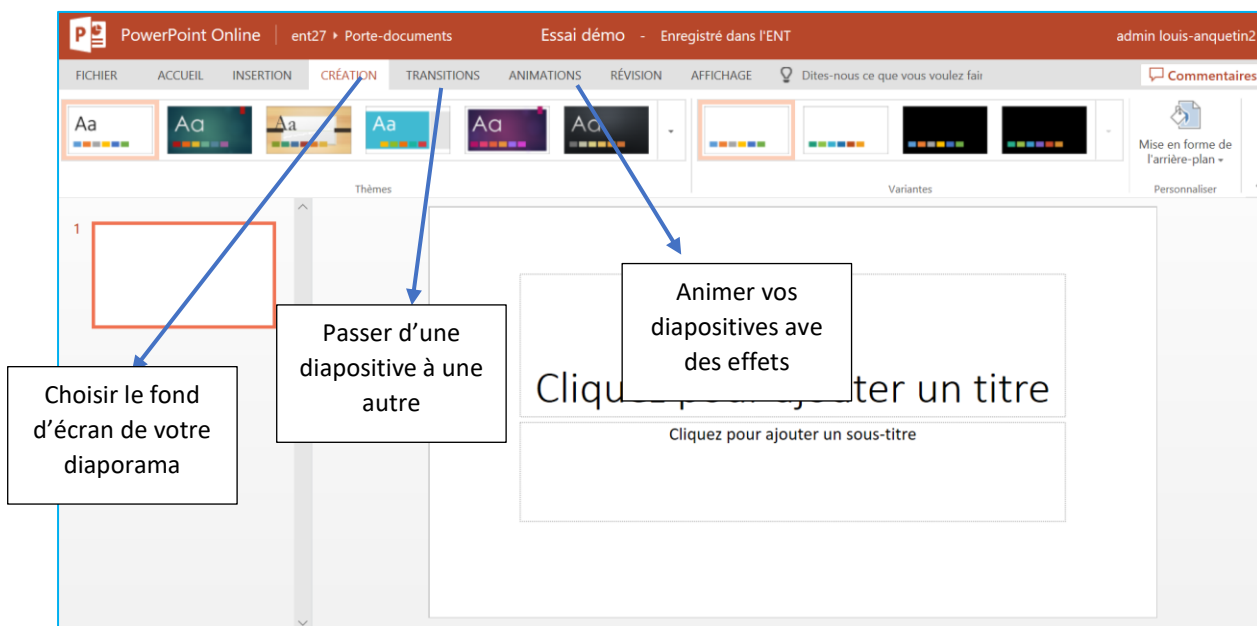 PowerPoint Online ent27 ▸ Porte-documents Essai démo - Enregistré dans l'ENT admin louis-anquetin2
FICHIER ACCUEIL INSERTION CRÉATION TRANSITIONS ANIMATIONS RÉVISION AFFICHAGE Dites-nous ce que vous voulez fair Commentaires
Aa Aa Aa Aa Aa Aa
Mise en forme de
l'arrière-plan
Thèmes Variantes Personnaliser
1
Animer vos
diapositives ave
des effets
Passer d’une
diapositive à une
autre
Choisir le fond
d’écran de votre
diaporama
Cliquez pour ajouter un titre
Cliquez pour ajouter un sous-titre